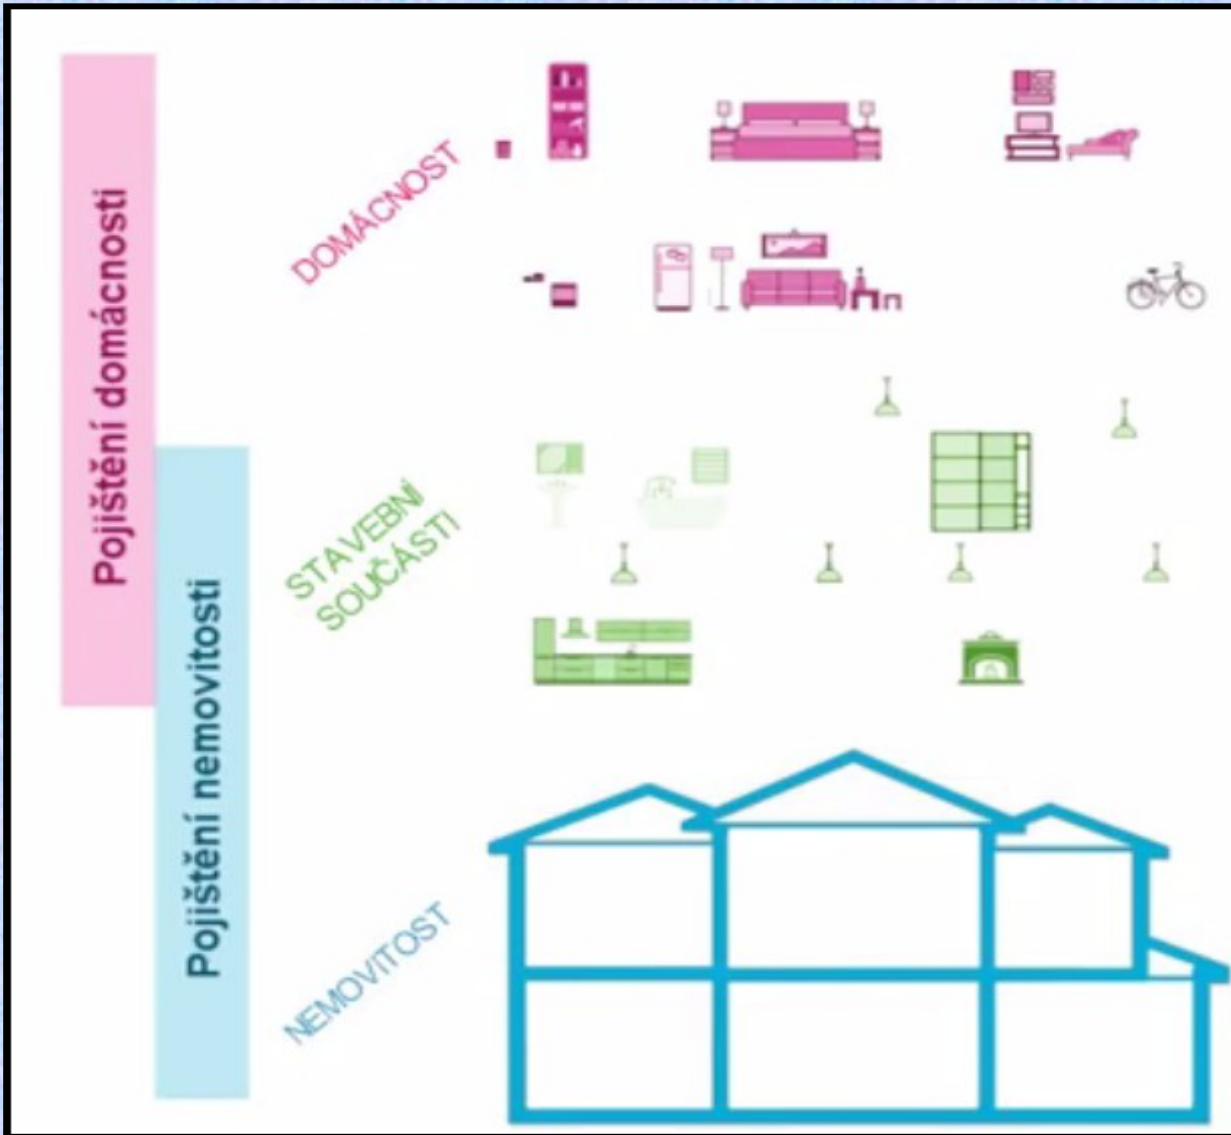 Pojištění domácnosti
Pojištění nemovitosti
DOMÁCNOST
STAVEBNÍ
SOUČÁSTI
NEMOVITOST